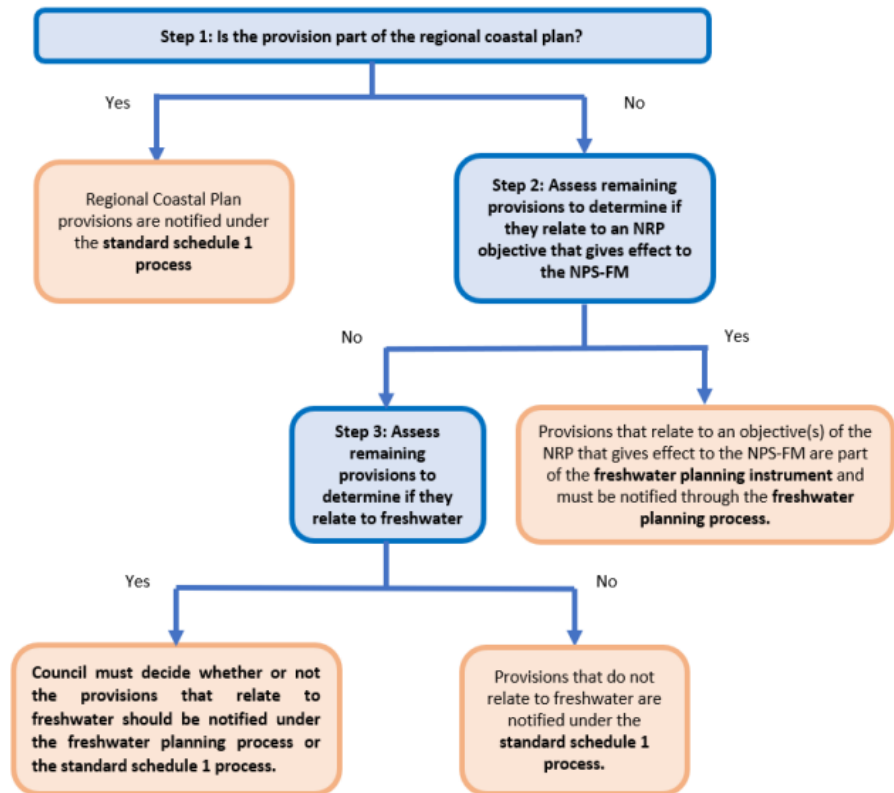 Step 1: Is the provision part of the regional coastal plan?
Yes
No
Regional Coastal Plan
provisions are notified under
the standard schedule 1
process
Step 2: Assess remaining
provisions to determine if
they relate to an NRP
objective that gives effect to
the NPS-FM
No
Yes
Step 3: Assess
remaining
provisions to
determine if they
relate to freshwater
Provisions that relate to an objective(s) of the
NRP that gives effect to the NPS-FM are part
of the freshwater planning instrument and
must be notified through the freshwater
planning process.
Yes
No
Council must decide whether or not
the provisions that relate to
freshwater should be notified under
the freshwater planning process or
the standard schedule 1 process.
Provisions that do not
relate to freshwater are
notified under the
standard schedule 1
process.